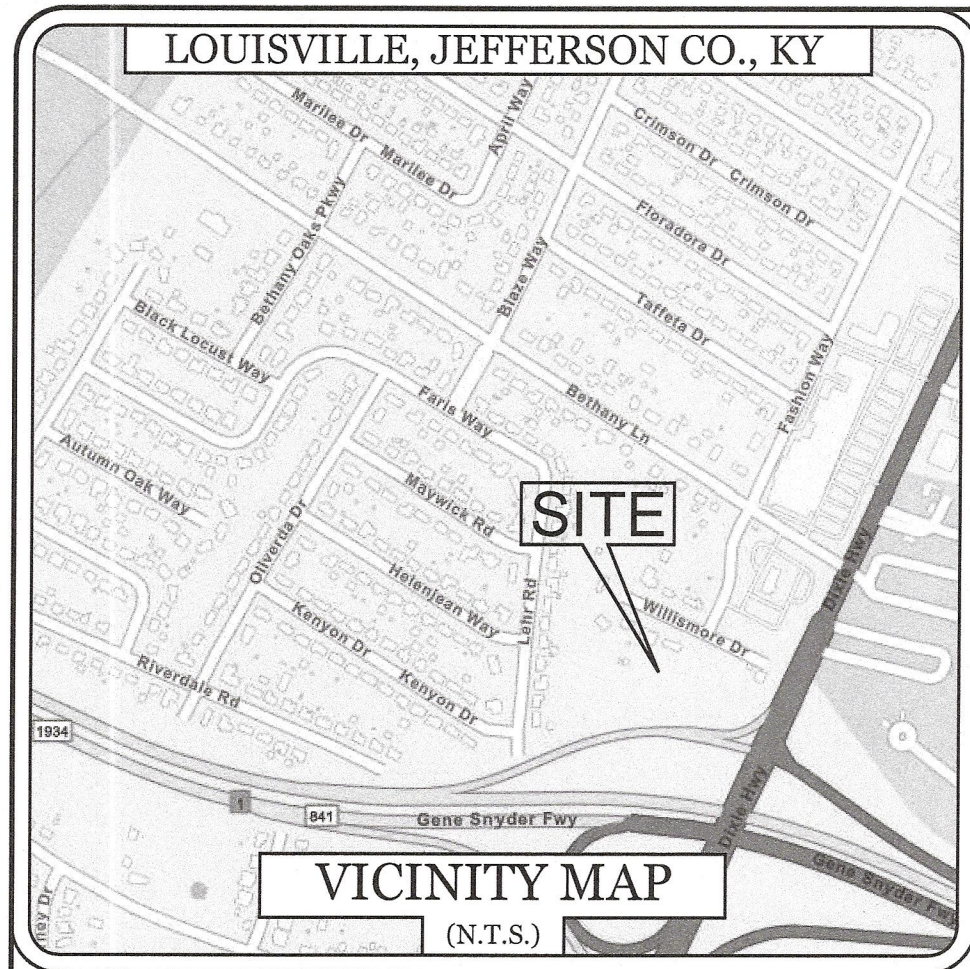 LOUISVILLE, JEFFERSON CO., KY
Marilee Dr
Marilee Dr
April Way
Crimson Dr
Crimson Dr
Floradora Dr
Bethany Oaks Pkwy
Blaze Way
Taffeta Dr
Black Locust Way
Faris Way
Bethany Ln
Fashion Way
Autumn Oak Way
Maywick Rd
SITE
Oliverda Dr
Helenjean Way
Lehr Rd
Willismore Dr
Dixie Hwy
Kenyon Dr
Kenyon Dr
Riverdale Rd
1934
1
841
Gene Snyder Fwy
Dixie Hwy
Gene Snyder Fwy
VICINITY MAP
(N.T.S.)
ney Dr